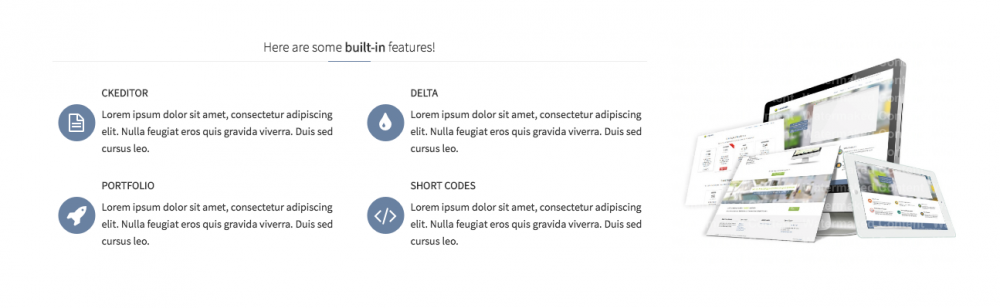 Here are some built-in features!
CKEDITOR
Lorem ipsum dolor sit amet, consectetur adipiscing
elit. Nulla feugiat eros quis gravida viverra. Duis sed
cursus leo.
DELTA
Lorem ipsum dolor sit amet, consectetur adipiscing
elit. Nulla feugiat eros quis gravida viverra. Duis sed
cursus leo.
PORTFOLIO
Lorem ipsum dolor sit amet, consectetur adipiscing
elit. Nulla feugiat eros quis gravida viverra. Duis sed
cursus leo.
SHORT CODES
Lorem ipsum dolor sit amet, consectetur adipiscing
elit. Nulla feugiat eros quis gravida viverra. Duis sed
cursus leo.